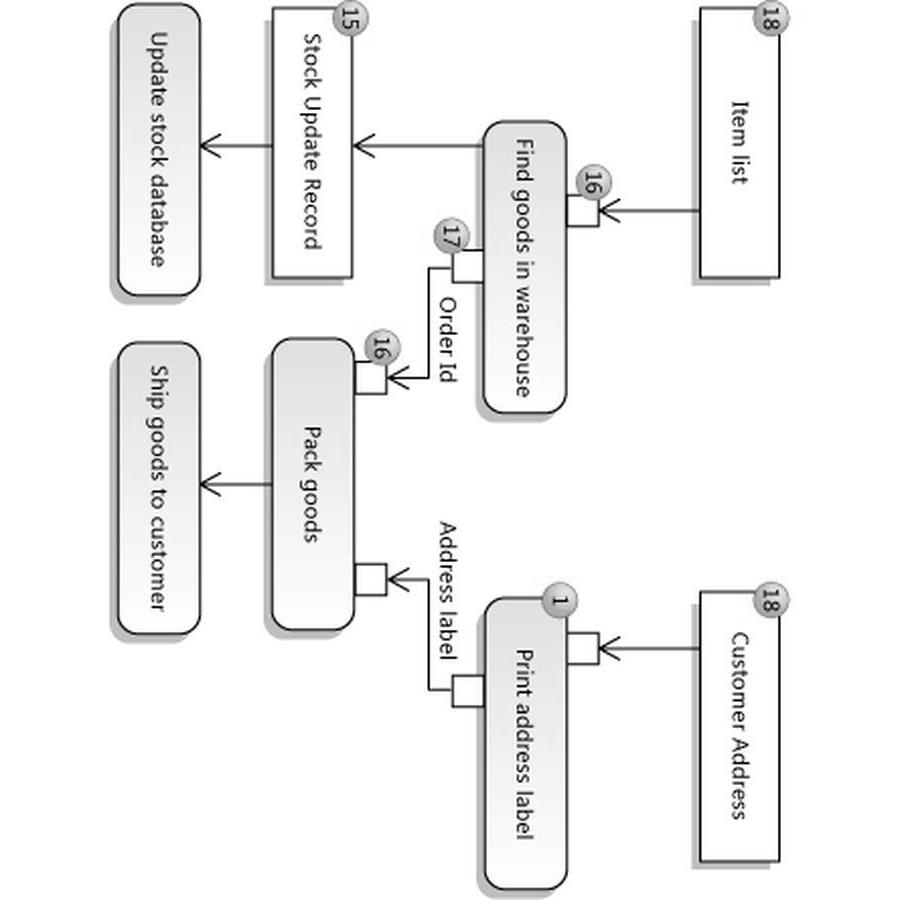 18
Item list
18
Customer Address
16
Find goods in warehouse
1
Print address label
17
Order Id
Address label
15
Stock Update Record
16
Pack goods
Update stock database
Ship goods to customer